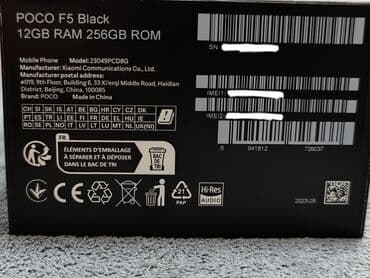 POCO F5 Black
12GB RAM 256GB ROM
Mobile Phone Model: 23049PCD8G
Manufacturer: Xiaomi Communications Co., Ltd.
#019, 9th Floor, Building 6, 33 Xi'erqi Middle Road, Haidian
District, Beijing, China, 100085
Made in China
Brand: POCO
SN
IMEI1:
IMEI2:
6 941812 726037
CH SI SK IS LI AT BG HR CY CZ DK
PT ES TR LI FE EL DE FI FR EL HU IE
RO SE PL NO IT LV LT LU MT NL UK(NI)
FR
ÉLÉMENTS D'EMBALLAGE
À SÉPARER ET À DÉPOSER
DANS LE BAC DE TRI
BAC
DE TRI
CE
21
PAP
Hi-Res
AUDIO
2023.09